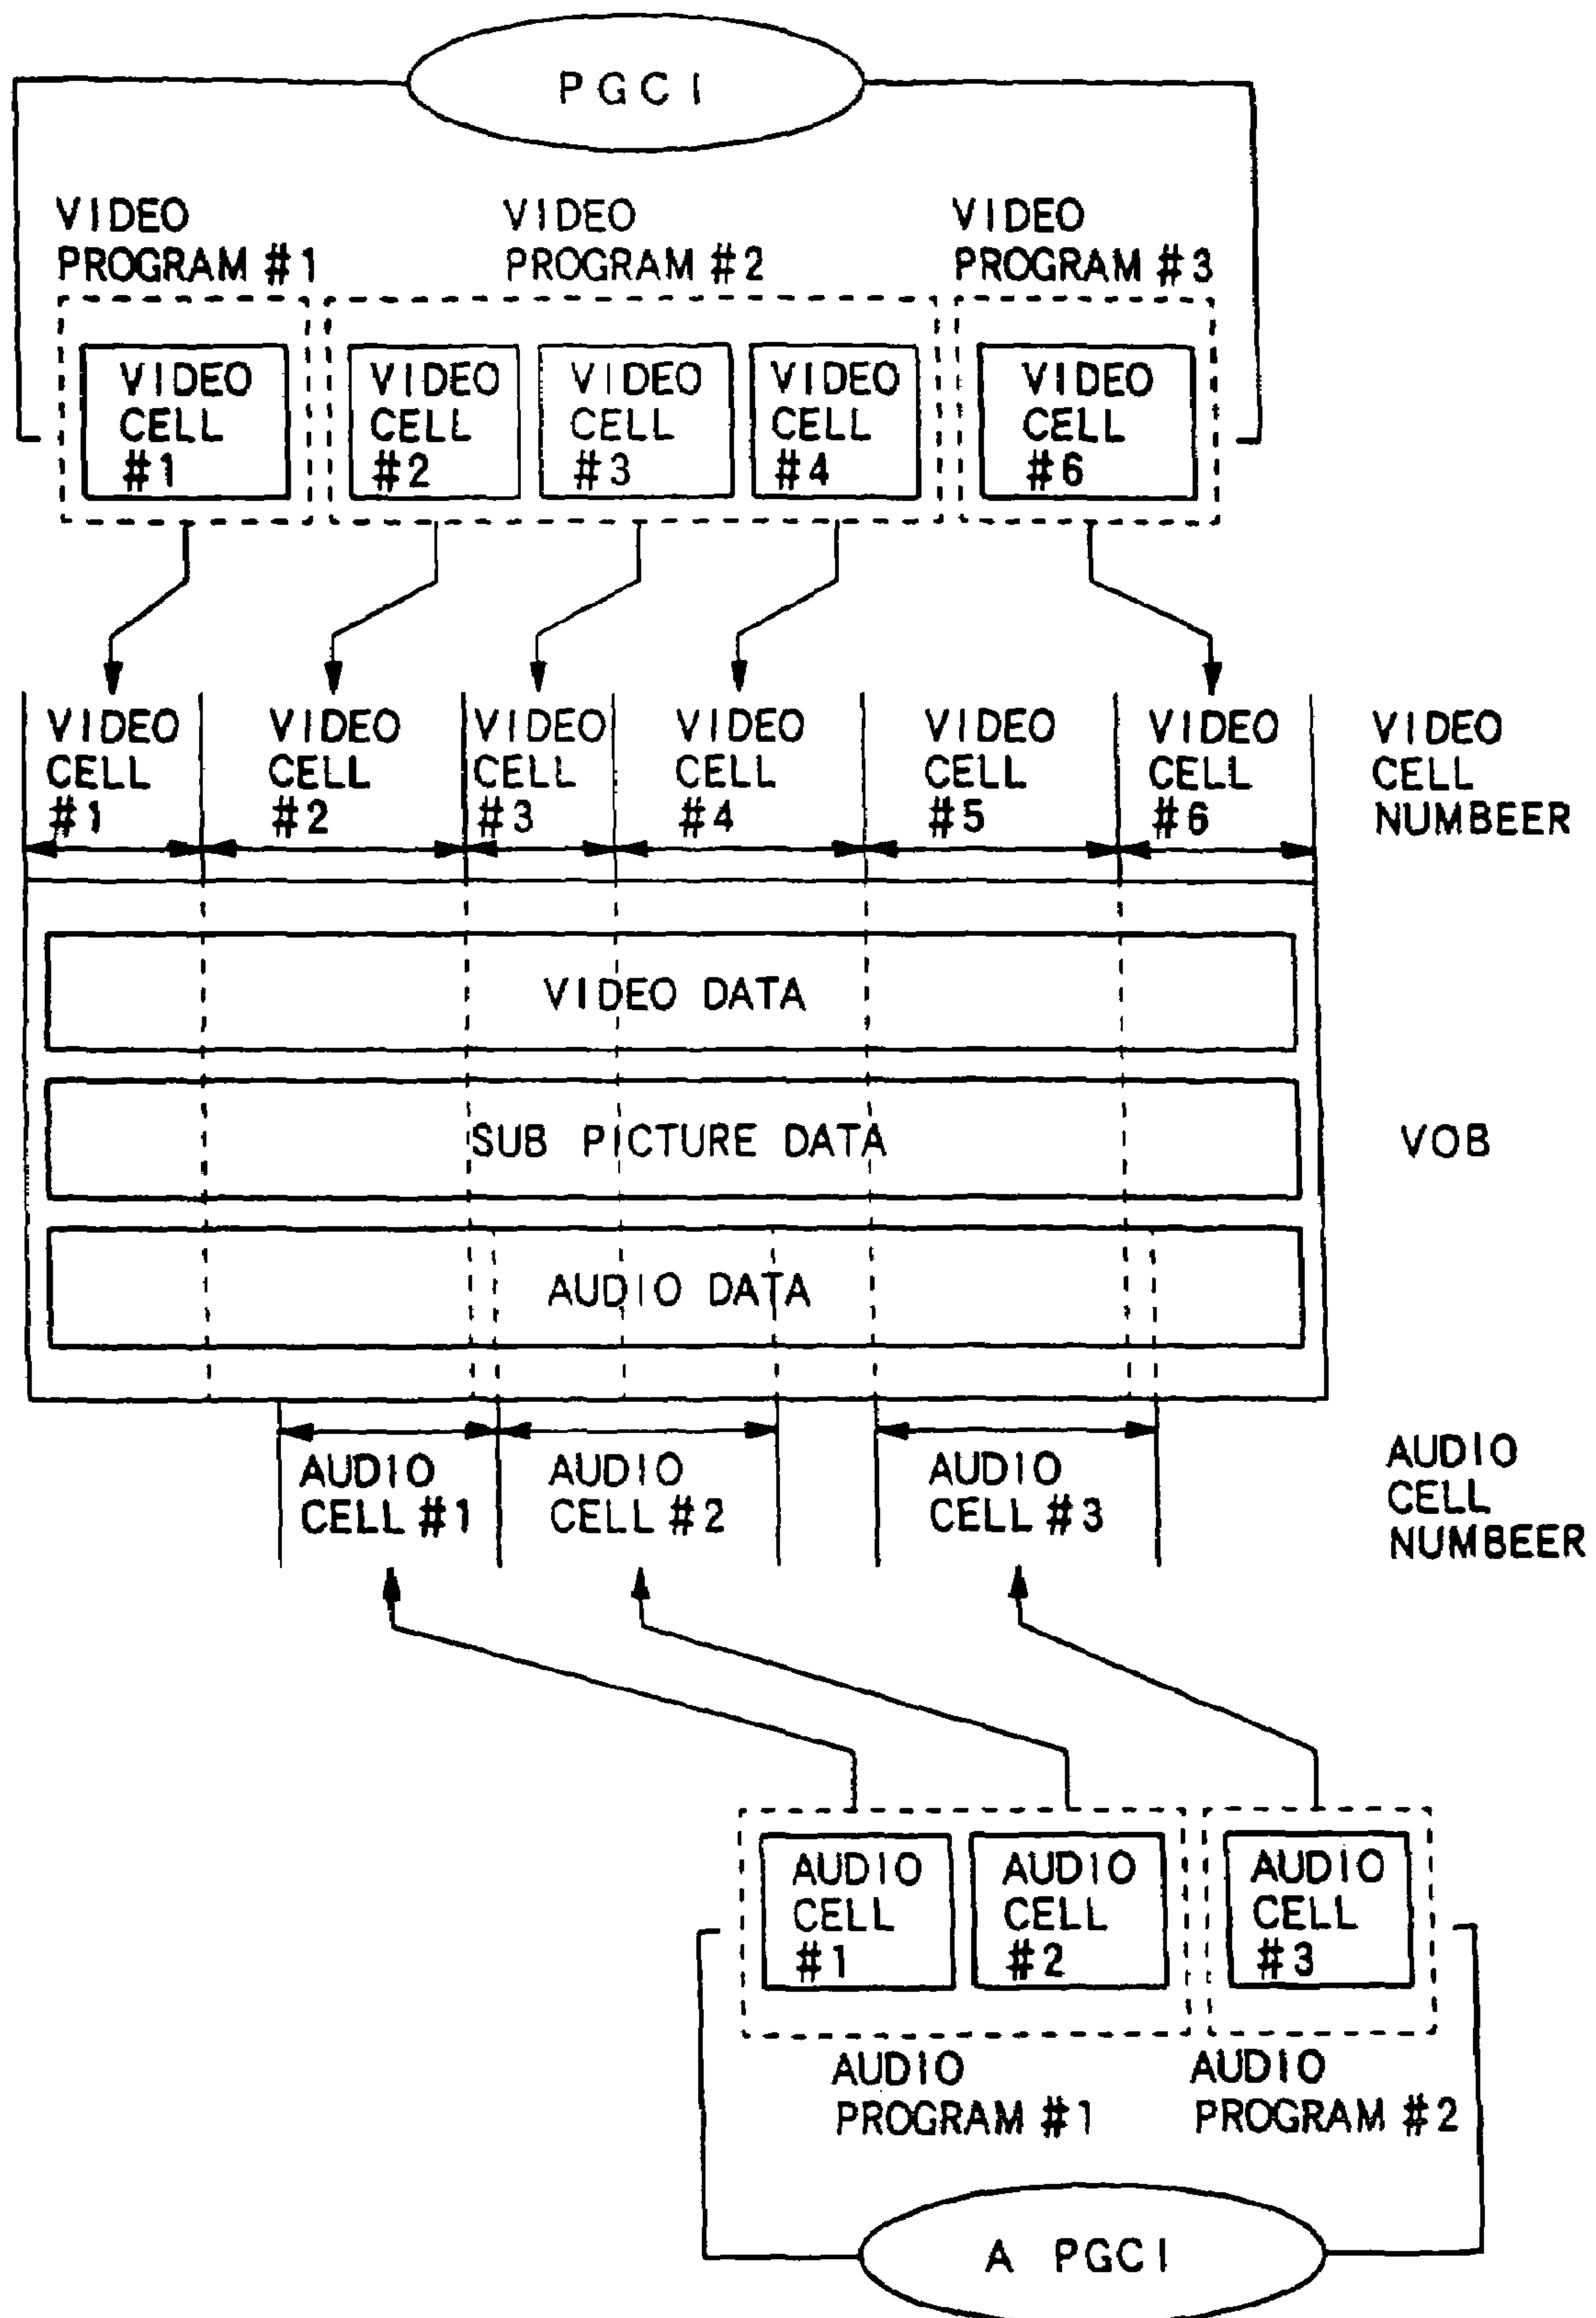 PGCI
VIDEO
PROGRAM #1
VIDEO
PROGRAM #2
VIDEO
PROGRAM #3
VIDEO
CELL
#1
VIDEO
CELL
#2
VIDEO
CELL
#3
VIDEO
CELL
#4
VIDEO
CELL
#6
VIDEO
CELL
#1
VIDEO
CELL
#2
VIDEO
CELL
#3
VIDEO
CELL
#4
VIDEO
CELL
#5
VIDEO
CELL
#6
VIDEO
CELL
NUMBEER
VIDEO DATA
SUB PICTURE DATA
VOB
AUDIO DATA
AUDIO
CELL #1
AUDIO
CELL #2
AUDIO
CELL #3
AUDIO
CELL
NUMBEER
AUDIO
CELL
#1
AUDIO
CELL
#2
AUDIO
CELL
#3
AUDIO
PROGRAM #1
AUDIO
PROGRAM #2
A PGCI